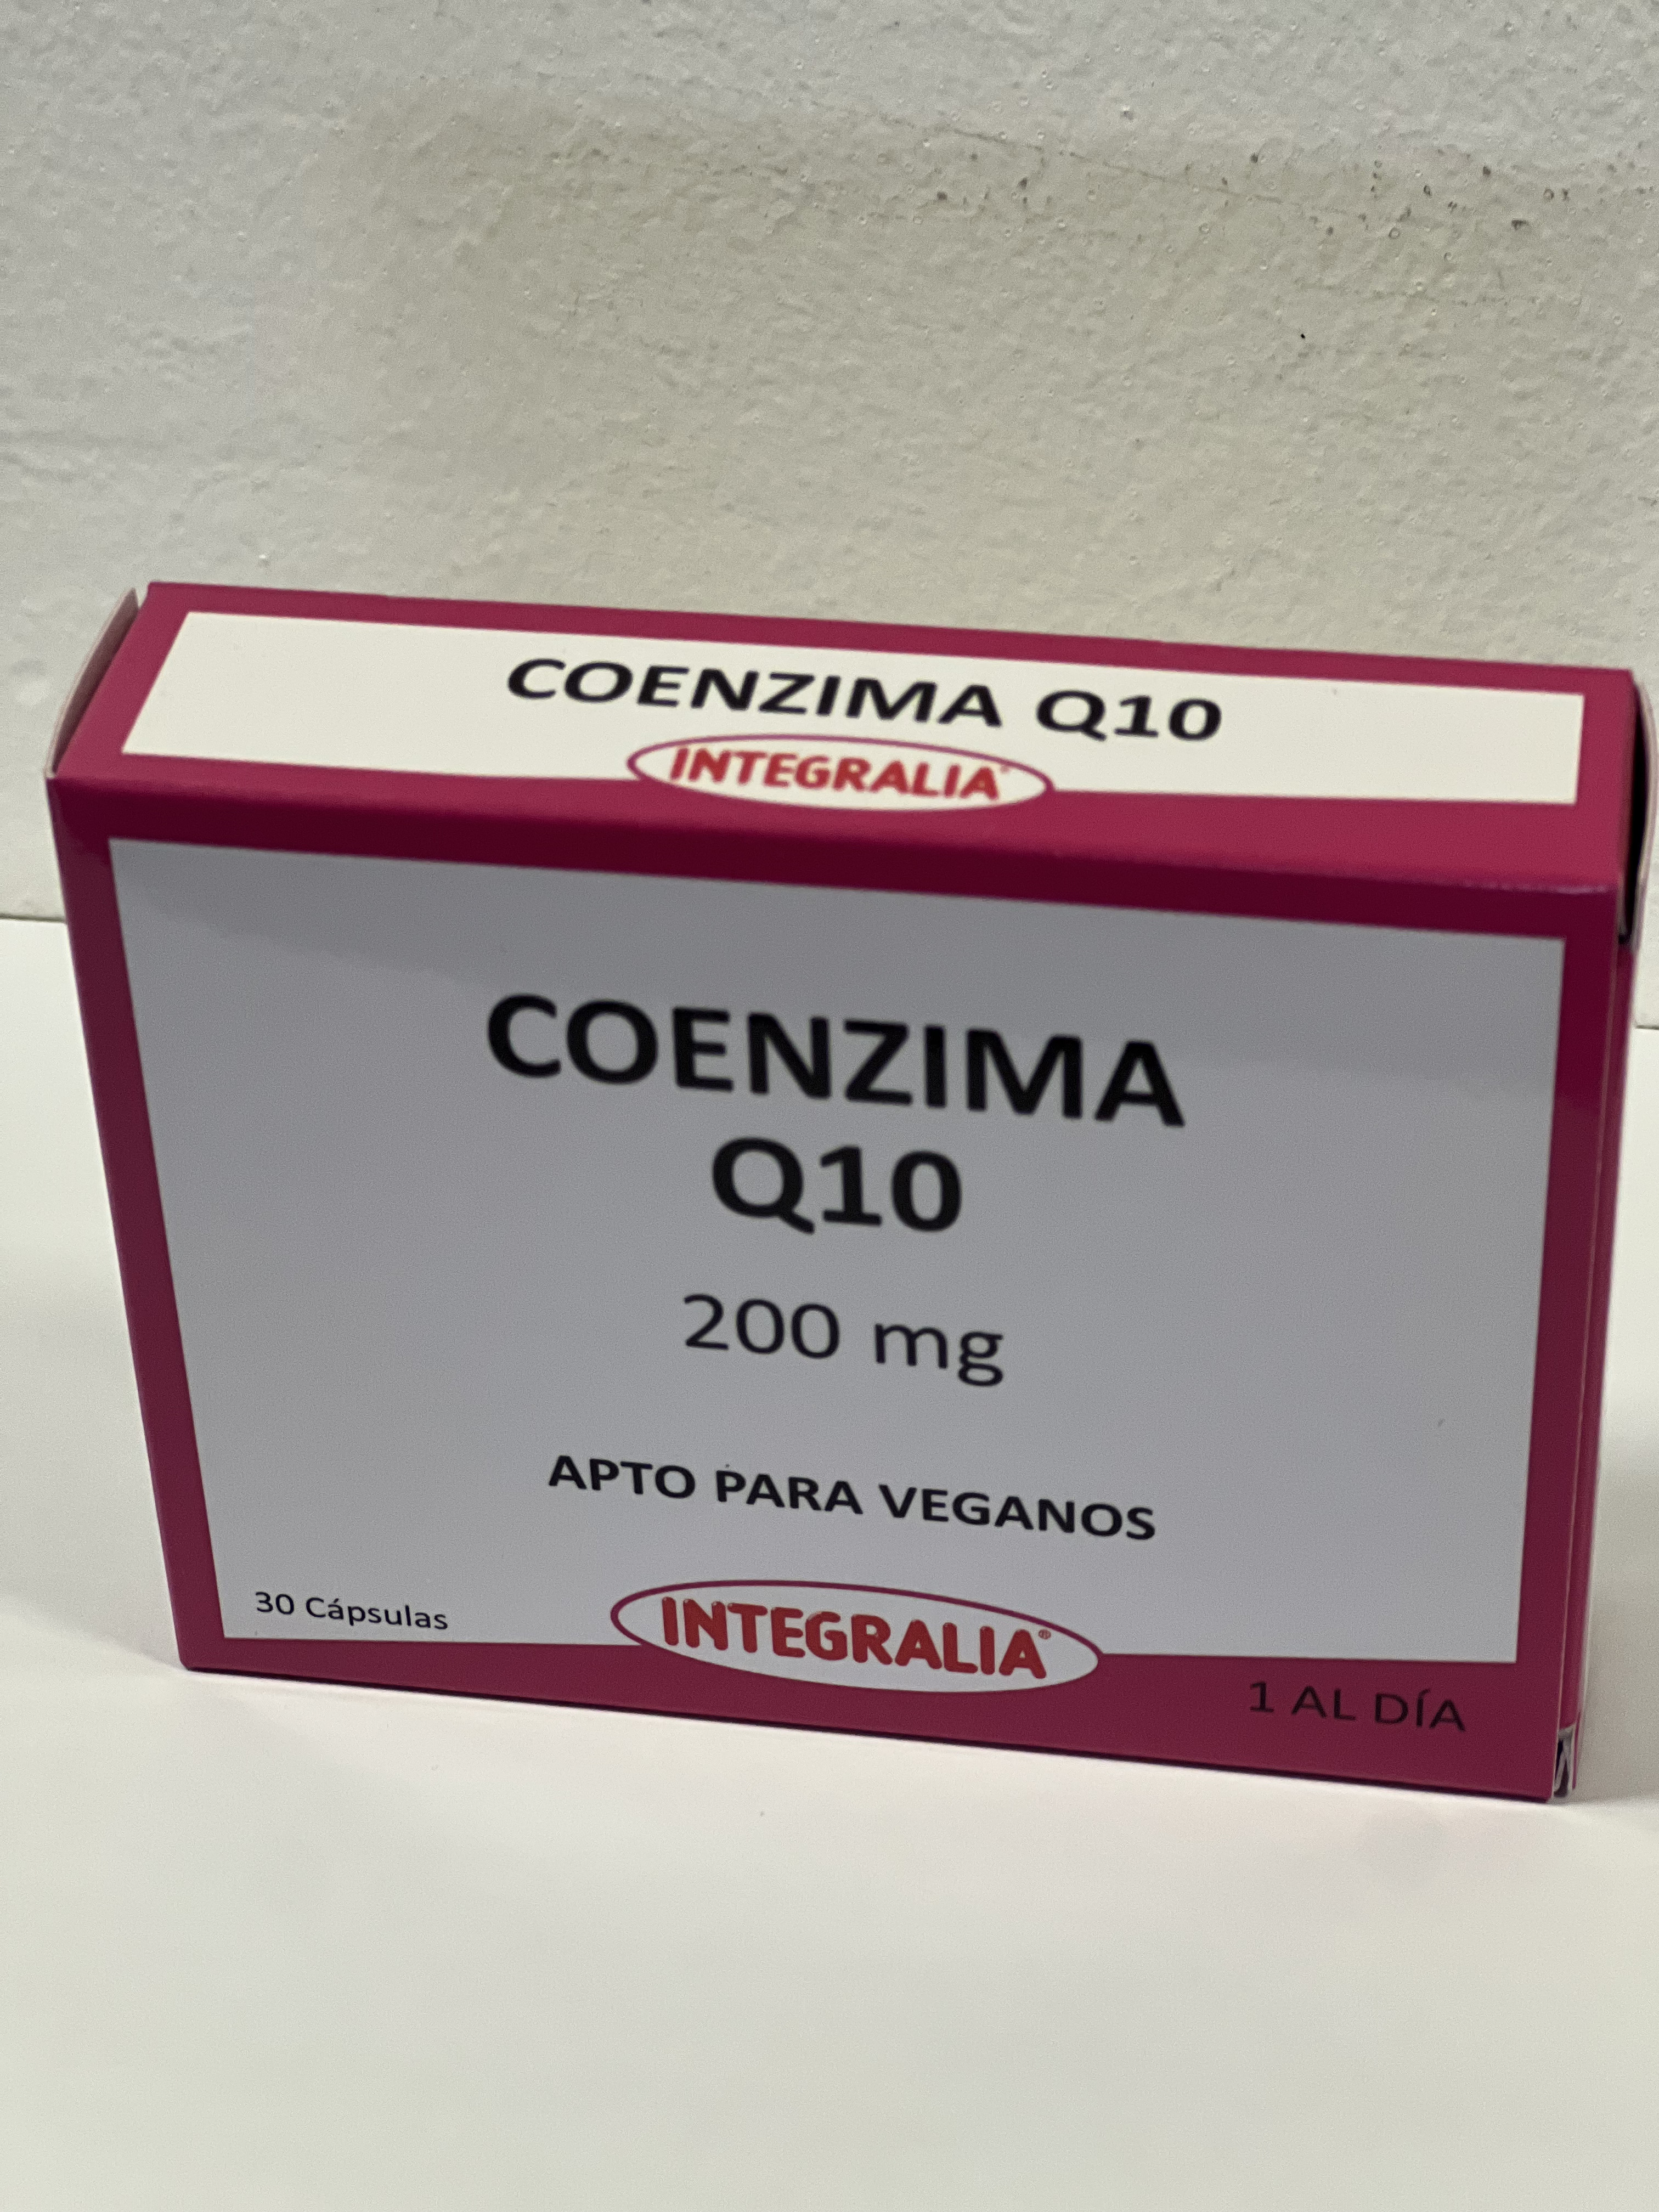 COENZIMA Q10
INTEGRALIA
COENZIMA
Q10
200 mg
APTO PARA VEGANOS
30 Cápsulas
INTEGRALIA®
1 AL DÍA